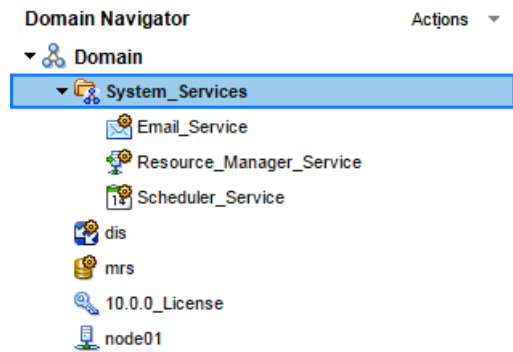 Domain Navigator Actions
Domain
System_Services
Email_Service
Resource_Manager_Service
Scheduler_Service
dis
mrs
10.0.0_License
node01